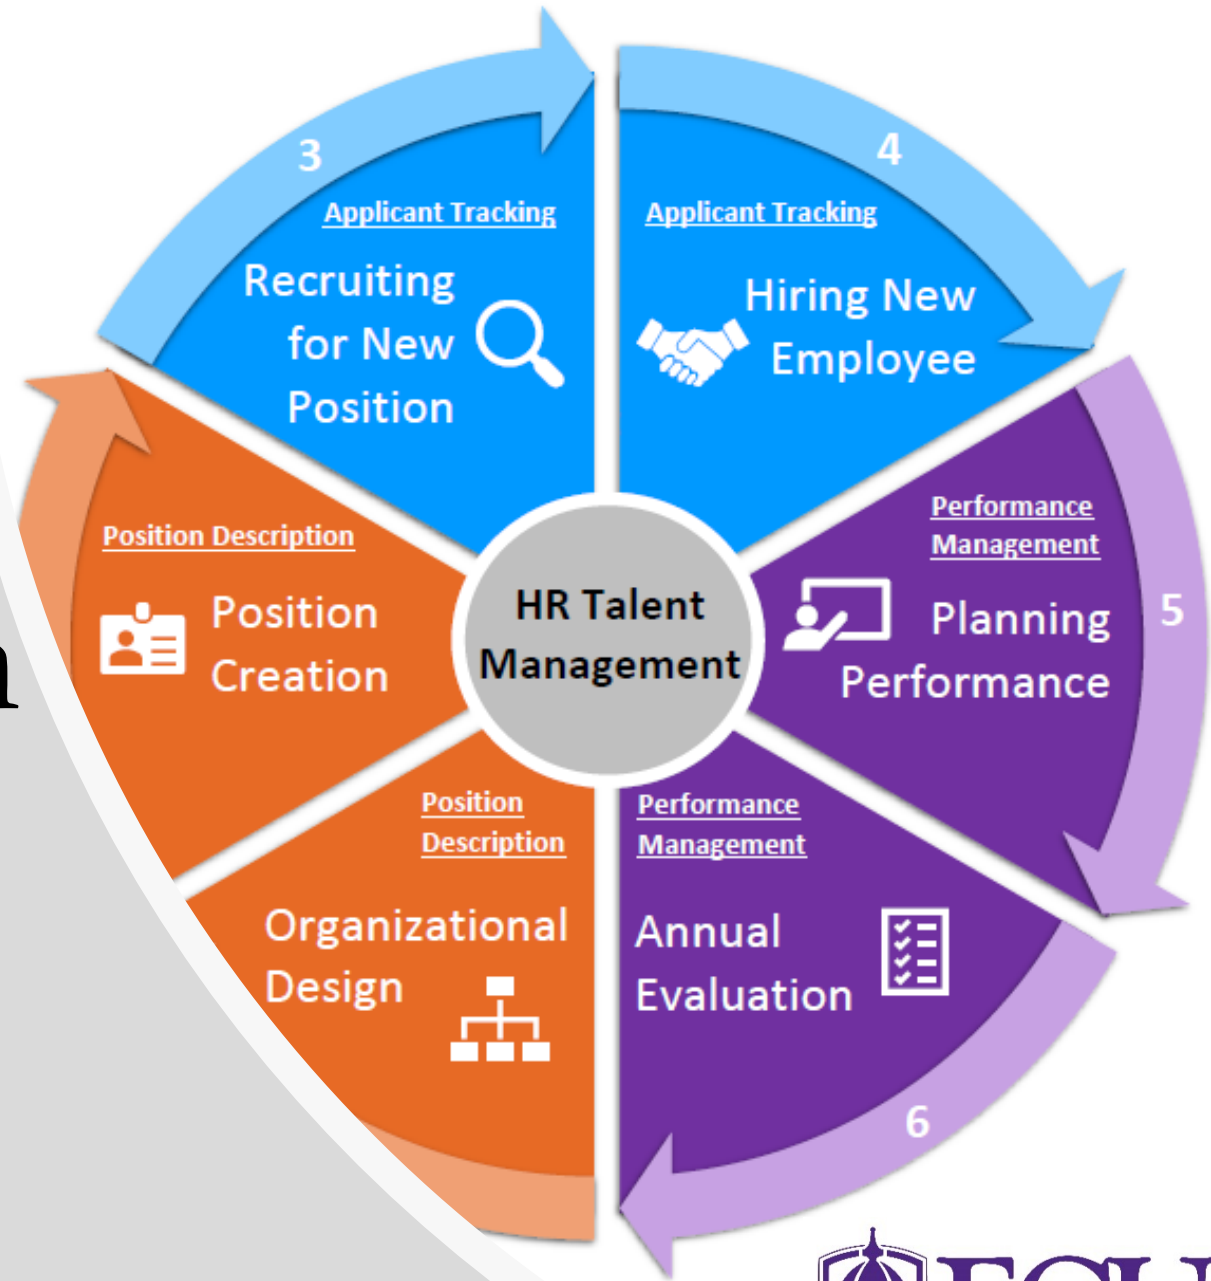 3
Applicant Tracking
Recruiting
for New
Position
4
Applicant Tracking
Hiring New
Employee
Performance
Management
Planning
Performance
5
Position Description
Position
Creation
HR Talent
Management
Position
Description
Organizational
Design
Performance
Management
Annual
Evaluation
6
ECU